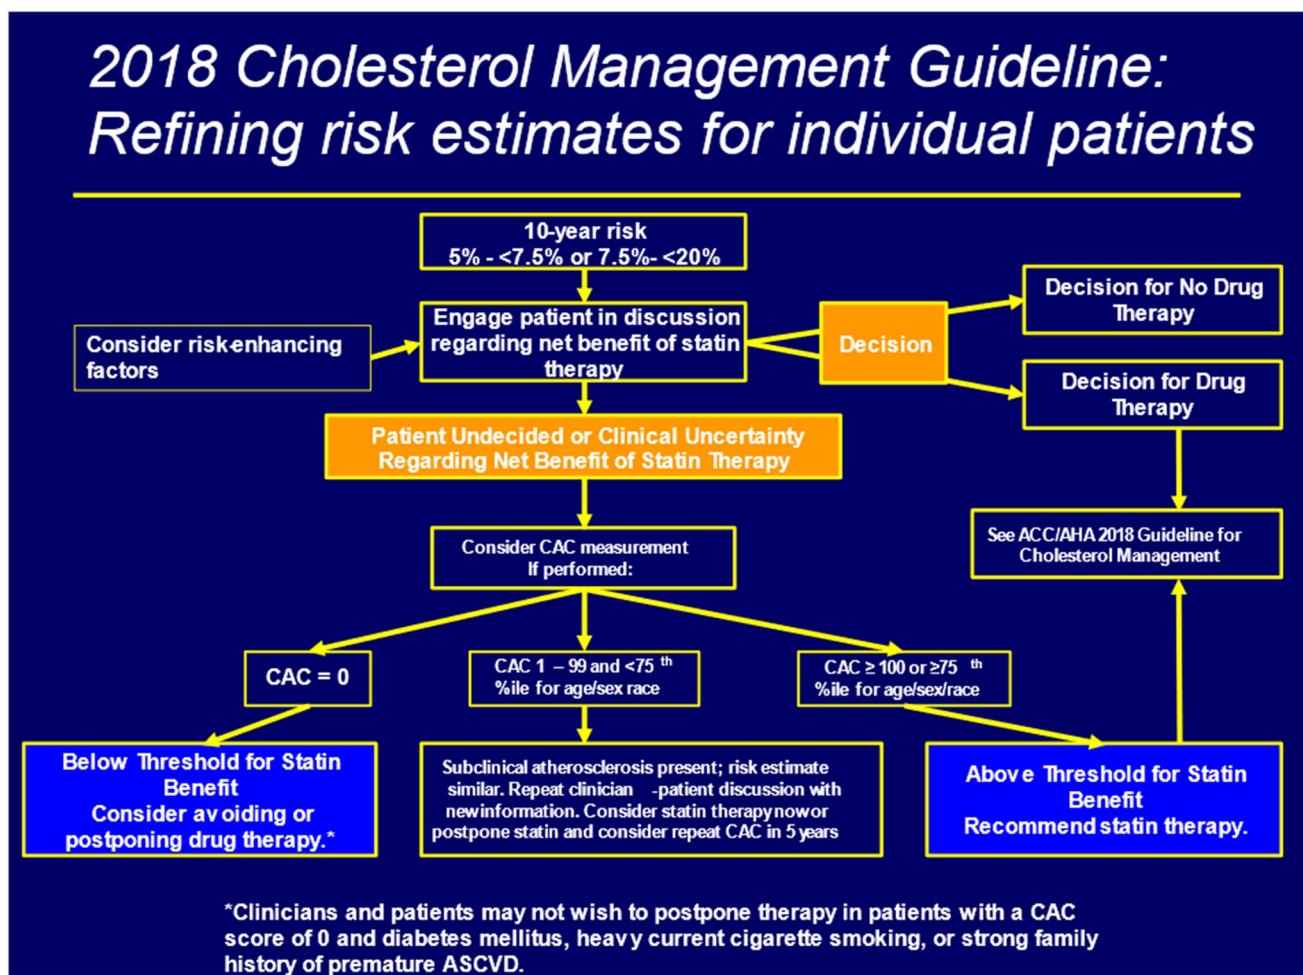 2018 Cholesterol Management Guideline:
Refining risk estimates for individual patients
10-year risk
5% - <7.5% or 7.5%- <20%
Consider risk-enhancing
factors
Engage patient in discussion
regarding net benefit of statin
therapy
Decision
Decision for No Drug
Therapy
Decision for Drug
Therapy
Patient Undecided or Clinical Uncertainty
Regarding Net Benefit of Statin Therapy
See ACC/AHA 2018 Guideline for
Cholesterol Management
Consider CAC measurement
If performed:
CAC = 0
CAC 1 – 99 and <75 th
%ile for age/sex race
CAC ≥ 100 or ≥75 th
%ile for age/sex/race
Below Threshold for Statin
Benefit
Consider avoiding or
postponing drug therapy.*
Subclinical atherosclerosis present; risk estimate
similar. Repeat clinician -patient discussion with
newinformation. Consider statin therapy now or
postpone statin and consider repeat CAC in 5 years
Above Threshold for Statin
Benefit
Recommend statin therapy.
*Clinicians and patients may not wish to postpone therapy in patients with a CAC
score of 0 and diabetes mellitus, heavy current cigarette smoking, or strong family
history of premature ASCVD.